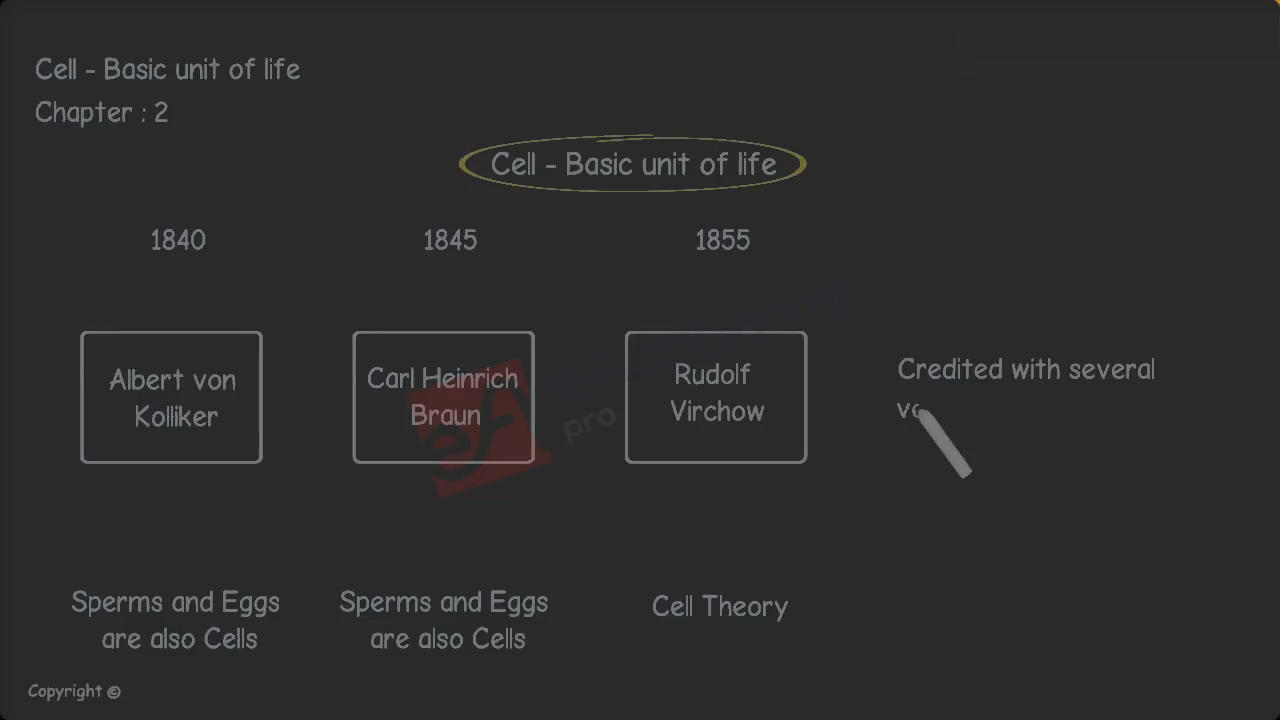 Cell - Basic unit of life
Chapter : 2
Cell - Basic unit of life
1840
1845
1855
Albert von
Kolliker
Carl Heinrich
Braun
Rudolf
Virchow
Credited with several
pro
Sperms and Eggs
are also Cells
Sperms and Eggs
are also Cells
Cell Theory
Copyright ©